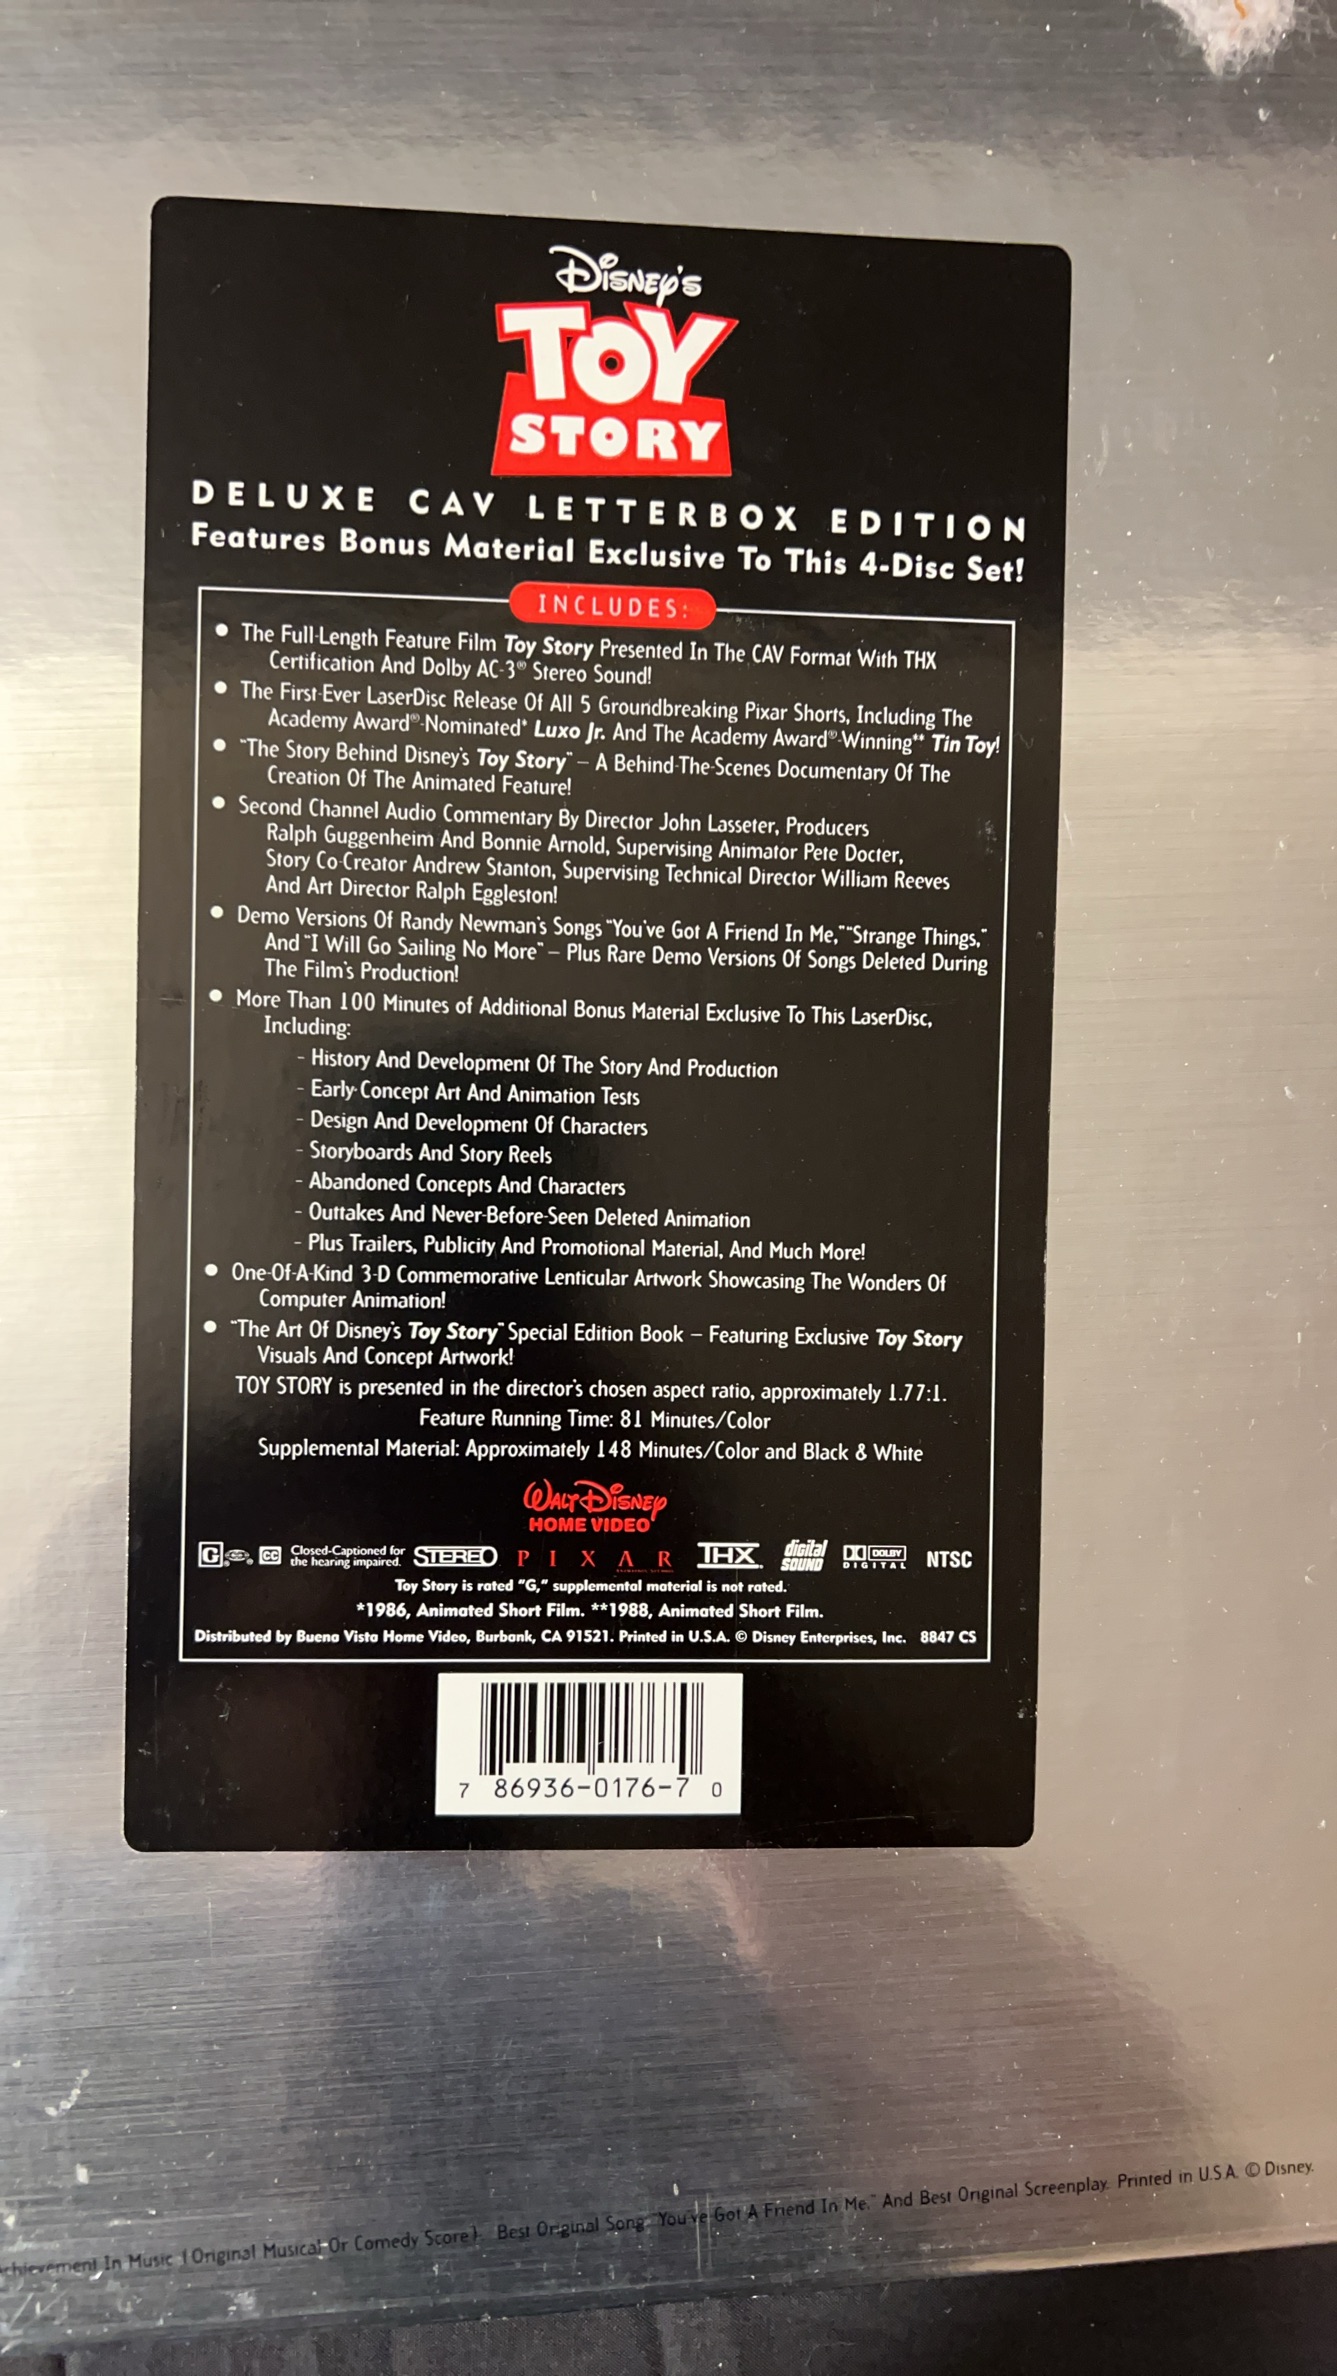 Disney's
TOY
STORY
DELUXE CAV LETTERBOX EDITION
Features Bonus Material Exclusive To This 4-Disc Set!
INCLUDES:
• The Full-Length Feature Film Toy Story Presented In The CAV Format With THX
Certification And Dolby AC-3® Stereo Sound!
• The First-Ever LaserDisc Release Of All 5 Groundbreaking Pixar Shorts, Including The
Academy Award®-Nominated* Luxo Jr. And The Academy Award®-Winning** Tin Toy!
• "The Story Behind Disney's Toy Story" – A Behind-The-Scenes Documentary Of The
Creation Of The Animated Feature!
• Second Channel Audio Commentary By Director John Lasseter, Producers
Ralph Guggenheim And Bonnie Arnold, Supervising Animator Pete Docter,
Story Co-Creator Andrew Stanton, Supervising Technical Director William Reeves
And Art Director Ralph Eggleston!
• Demo Versions Of Randy Newman's Songs "You've Got A Friend In Me," "Strange Things,"
And "I Will Go Sailing No More" – Plus Rare Demo Versions Of Songs Deleted During
The Film's Production!
• More Than 100 Minutes of Additional Bonus Material Exclusive To This LaserDisc,
Including:
- History And Development Of The Story And Production
- Early Concept Art And Animation Tests
- Design And Development Of Characters
- Storyboards And Story Reels
- Abandoned Concepts And Characters
- Outtakes And Never-Before-Seen Deleted Animation
- Plus Trailers, Publicity And Promotional Material, And Much More!
• One-Of-A-Kind 3-D Commemorative Lenticular Artwork Showcasing The Wonders Of
Computer Animation!
• "The Art Of Disney's Toy Story" Special Edition Book – Featuring Exclusive Toy Story
Visuals And Concept Artwork!
TOY STORY is presented in the director's chosen aspect ratio, approximately 1.77:1.
Feature Running Time: 81 Minutes/Color
Supplemental Material: Approximately 148 Minutes/Color and Black & White
Walt Disney
HOME VIDEO
G CC Closed-Captioned for the hearing impaired. STEREO PIXAR THX digital SOUND DOLBY DIGITAL NTSC
Toy Story is rated "G," supplemental material is not rated.
*1986, Animated Short Film. **1988, Animated Short Film.
Distributed by Buena Vista Home Video, Burbank, CA 91521. Printed in U.S.A. © Disney Enterprises, Inc. 8847 CS
7 86936-0176-7 0
chievement In Music (Original Musical Or Comedy Score). Best Original Song "You've Got A Friend In Me," And Best Original Screenplay. Printed in U.S.A. © Disney.